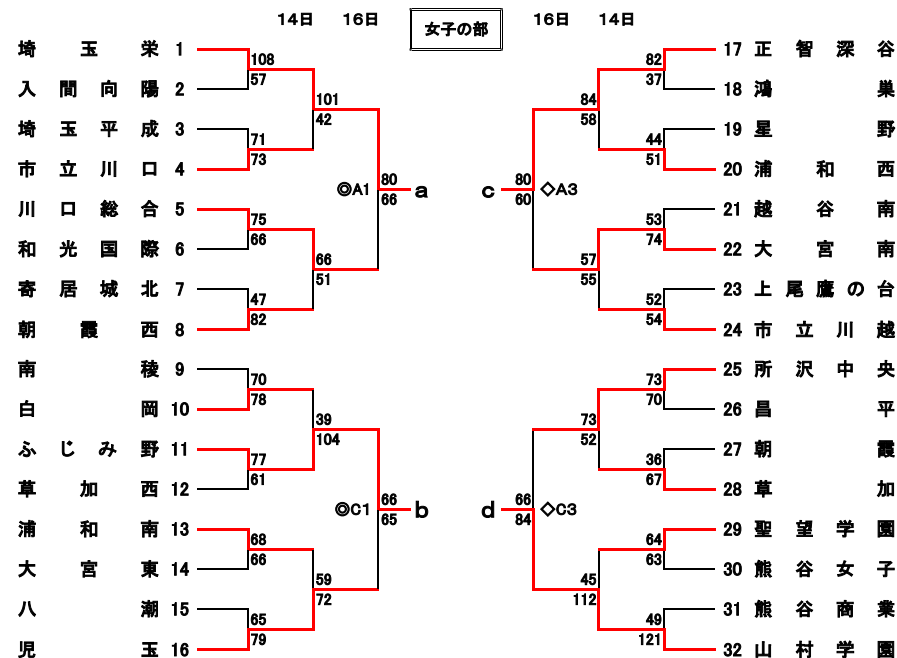 14日 16日 女子の部 16日 14日
埼玉栄 1 17 正智深谷
108 82
57 37
入間向陽 2 18 鴻巣
101 84
42 58
埼玉平成 3 19 星野
71 44
73 51
市立川口 4 20 浦和西
80 ◎A1 a c 80 ◇A3
66 60
川口総合 5 21 越谷南
75 53
66 74
和光国際 6 22 大宮南
66 57
51 55
寄居城北 7 23 上尾鷹の台
47 52
82 54
朝霞西 8 24 市立川越
南稜 9 25 所沢中央
70 73
78 70
白岡 10 26 昌平
39 73
104 52
ふじみ野 11 27 朝霞
77 36
61 67
草加西 12 28 草加
66 ◎C1 b d 66 ◇C3
65 84
浦和南 13 29 聖望学園
68 64
66 63
大宮東 14 30 熊谷女子
59 45
72 112
八潮 15 31 熊谷商業
65 49
79 121
児玉 16 32 山村学園